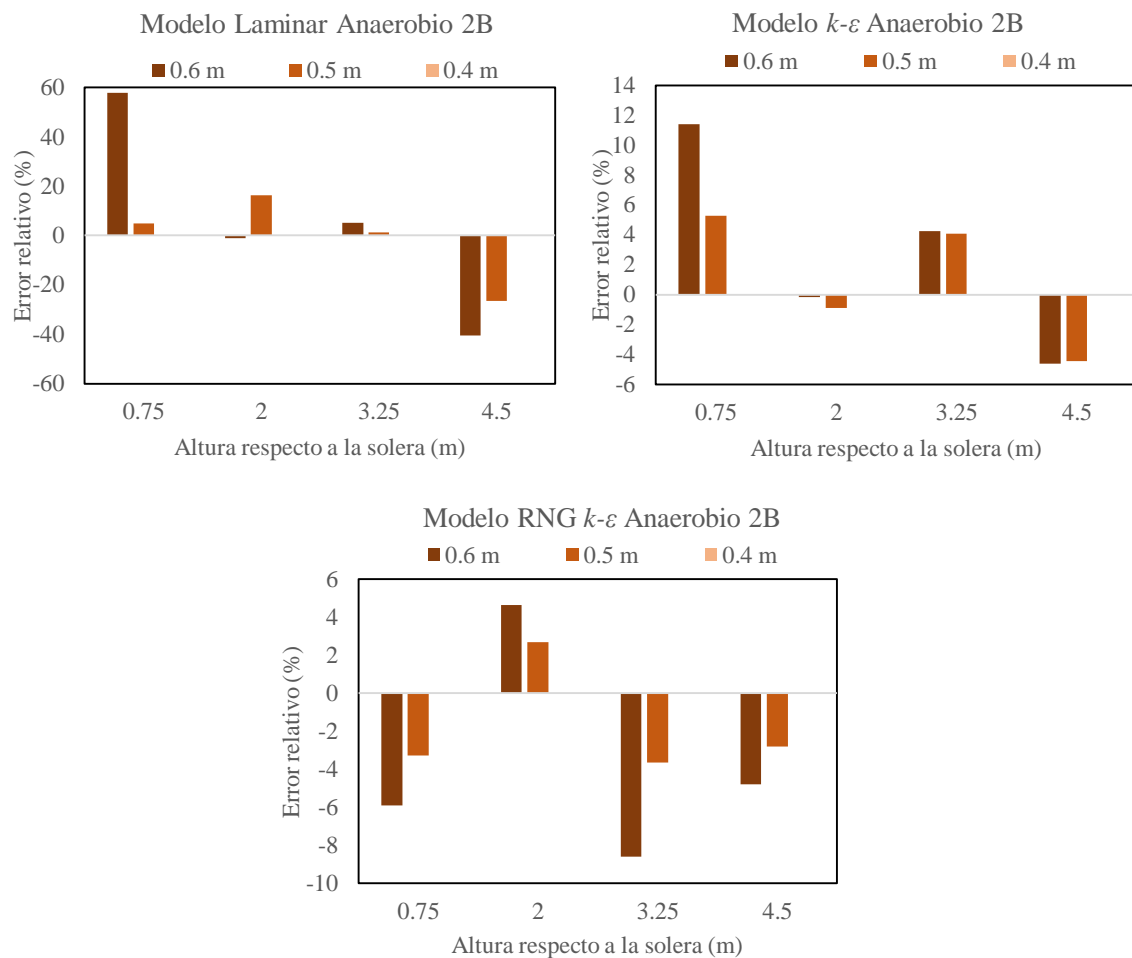 Modelo Laminar Anaerobio 2B
0.6 m 0.5 m 0.4 m
Error relativo (%)
60
40
20
0
-20
-40
-60
0.75 2 3.25 4.5
Altura respecto a la solera (m)
Modelo k-ε Anaerobio 2B
0.6 m 0.5 m 0.4 m
Error relativo (%)
14
12
10
8
6
4
2
0
-2
-4
-6
0.75 2 3.25 4.5
Altura respecto a la solera (m)
Modelo RNG k-ε Anaerobio 2B
0.6 m 0.5 m 0.4 m
Error relativo (%)
6
4
2
0
-2
-4
-6
-8
-10
0.75 2 3.25 4.5
Altura respecto a la solera (m)